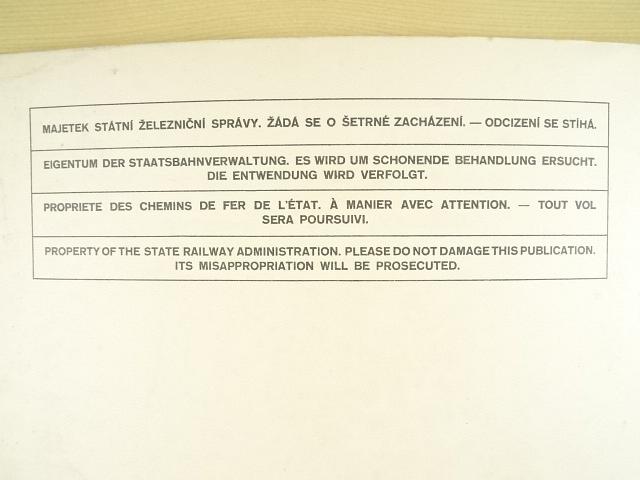 MAJETEK STÁTNÍ ŽELEZNIČNÍ SPRÁVY. ŽÁDÁ SE O ŠETRNÉ ZACHÁZENÍ. — ODCIZENÍ SE STÍHÁ.
EIGENTUM DER STAATSBAHNVERWALTUNG. ES WIRD UM SCHONENDE BEHANDLUNG ERSUCHT.
DIE ENTWENDUNG WIRD VERFOLGT.
PROPRIETE DES CHEMINS DE FER DE L'ÉTAT. À MANIER AVEC ATTENTION. — TOUT VOL
SERA POURSUIVI.
PROPERTY OF THE STATE RAILWAY ADMINISTRATION. PLEASE DO NOT DAMAGE THIS PUBLICATION.
ITS MISAPPROPRIATION WILL BE PROSECUTED.